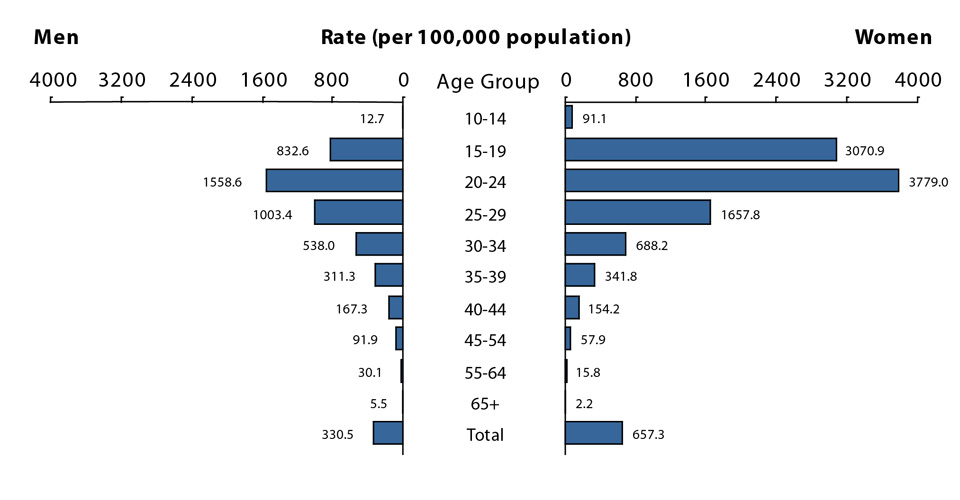 Men Rate (per 100,000 population) Women
4000 3200 2400 1600 800 0 Age Group 0 800 1600 2400 3200 4000
12.7 10-14 91.1
832.6 15-19 3070.9
1558.6 20-24 3779.0
1003.4 25-29 1657.8
538.0 30-34 688.2
311.3 35-39 341.8
167.3 40-44 154.2
91.9 45-54 57.9
30.1 55-64 15.8
5.5 65+ 2.2
330.5 Total 657.3